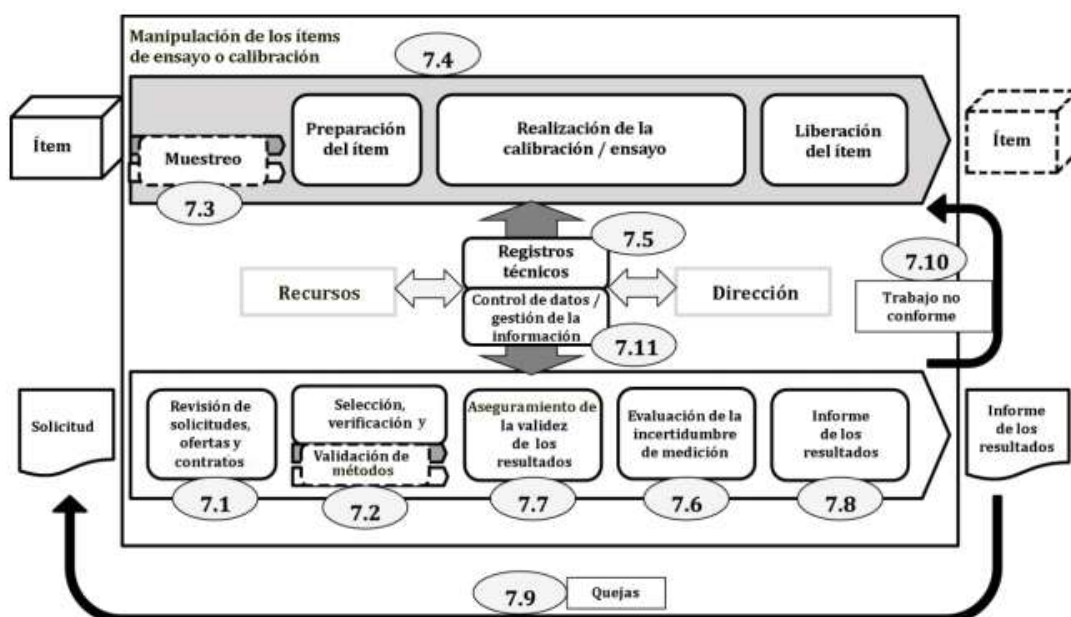 Manipulación de los ítems
de ensayo o calibración
7.4
Ítem
Muestreo
7.3
Preparación
del ítem
Realización de la
calibración / ensayo
Liberación
del ítem
Ítem
7.5
Registros
técnicos
Recursos
Dirección
Control de datos /
gestión de la
información
7.11
7.10
Trabajo no
conforme
Solicitud
Revisión de
solicitudes,
ofertas y
contratos
7.1
Selección,
verificación y
Validación de
métodos
7.2
Aseguramiento de
la validez
de los
resultados
7.7
Evaluación de la
incertidumbre
de medición
7.6
Informe
de los
resultados
7.8
Informe
de los
resultados
7.9
Quejas